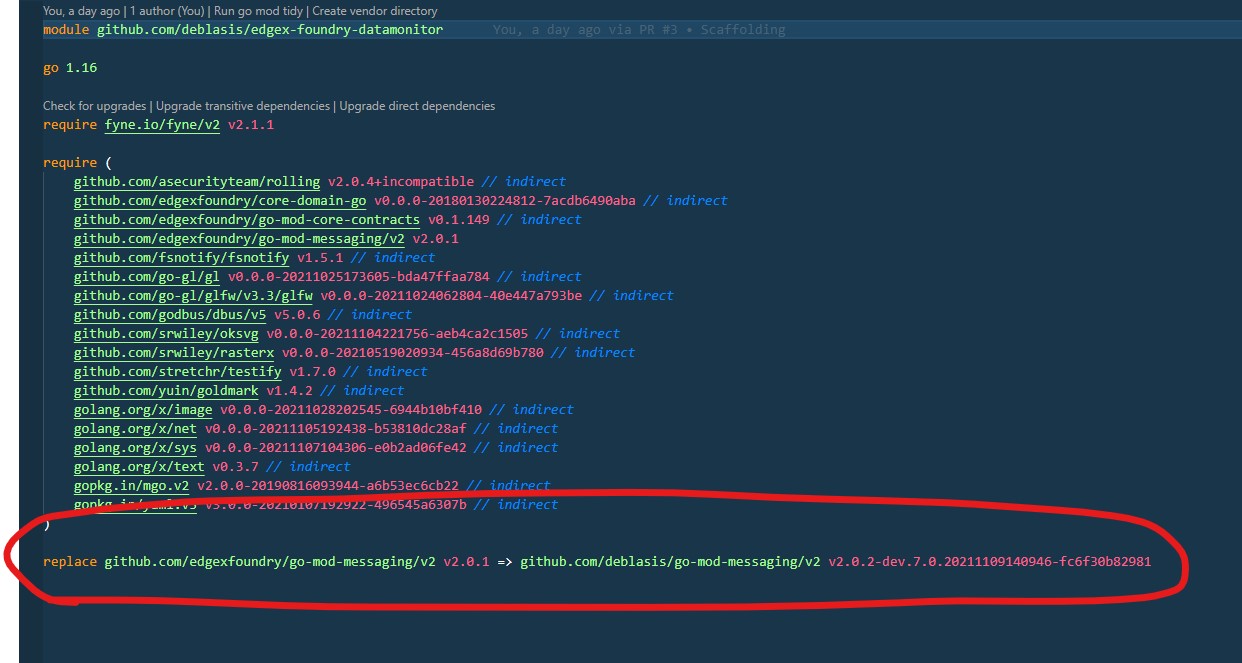 You, a day ago | 1 author (You) | Run go mod tidy | Create vendor directory
module github.com/deblasis/edgex-foundry-datamonitor You, a day ago via PR #3 • Scaffolding
go 1.16
Check for upgrades | Upgrade transitive dependencies | Upgrade direct dependencies
require fyne.io/fyne/v2 v2.1.1
require (
github.com/asecurityteam/rolling v2.0.4+incompatible // indirect
github.com/edgexfoundry/core-domain-go v0.0.0-20180130224812-7acdb6490aba // indirect
github.com/edgexfoundry/go-mod-core-contracts v0.1.149 // indirect
github.com/edgexfoundry/go-mod-messaging/v2 v2.0.1
github.com/fsnotify/fsnotify v1.5.1 // indirect
github.com/go-gl/gl v0.0.0-20211025173605-bda47ffaa784 // indirect
github.com/go-gl/glfw/v3.3/glfw v0.0.0-20211024062804-40e447a793be // indirect
github.com/godbus/dbus/v5 v5.0.6 // indirect
github.com/srwiley/oksvg v0.0.0-20211104221756-aeb4ca2c1505 // indirect
github.com/srwiley/rasterx v0.0.0-20210519020934-456a8d69b780 // indirect
github.com/stretchr/testify v1.7.0 // indirect
github.com/yuin/goldmark v1.4.2 // indirect
golang.org/x/image v0.0.0-20211028202545-6944b10bf410 // indirect
golang.org/x/net v0.0.0-20211105192438-b53810dc28af // indirect
golang.org/x/sys v0.0.0-20211107104306-e0b2ad06fe42 // indirect
golang.org/x/text v0.3.7 // indirect
gopkg.in/mgo.v2 v2.0.0-20190816093944-a6b53ec6cb22 // indirect
gopkg.in/yaml.v3 v3.0.0-20210107192922-496545a6307b // indirect
)
replace github.com/edgexfoundry/go-mod-messaging/v2 v2.0.1 => github.com/deblasis/go-mod-messaging/v2 v2.0.2-dev.7.0.20211109140946-fc6f30b82981